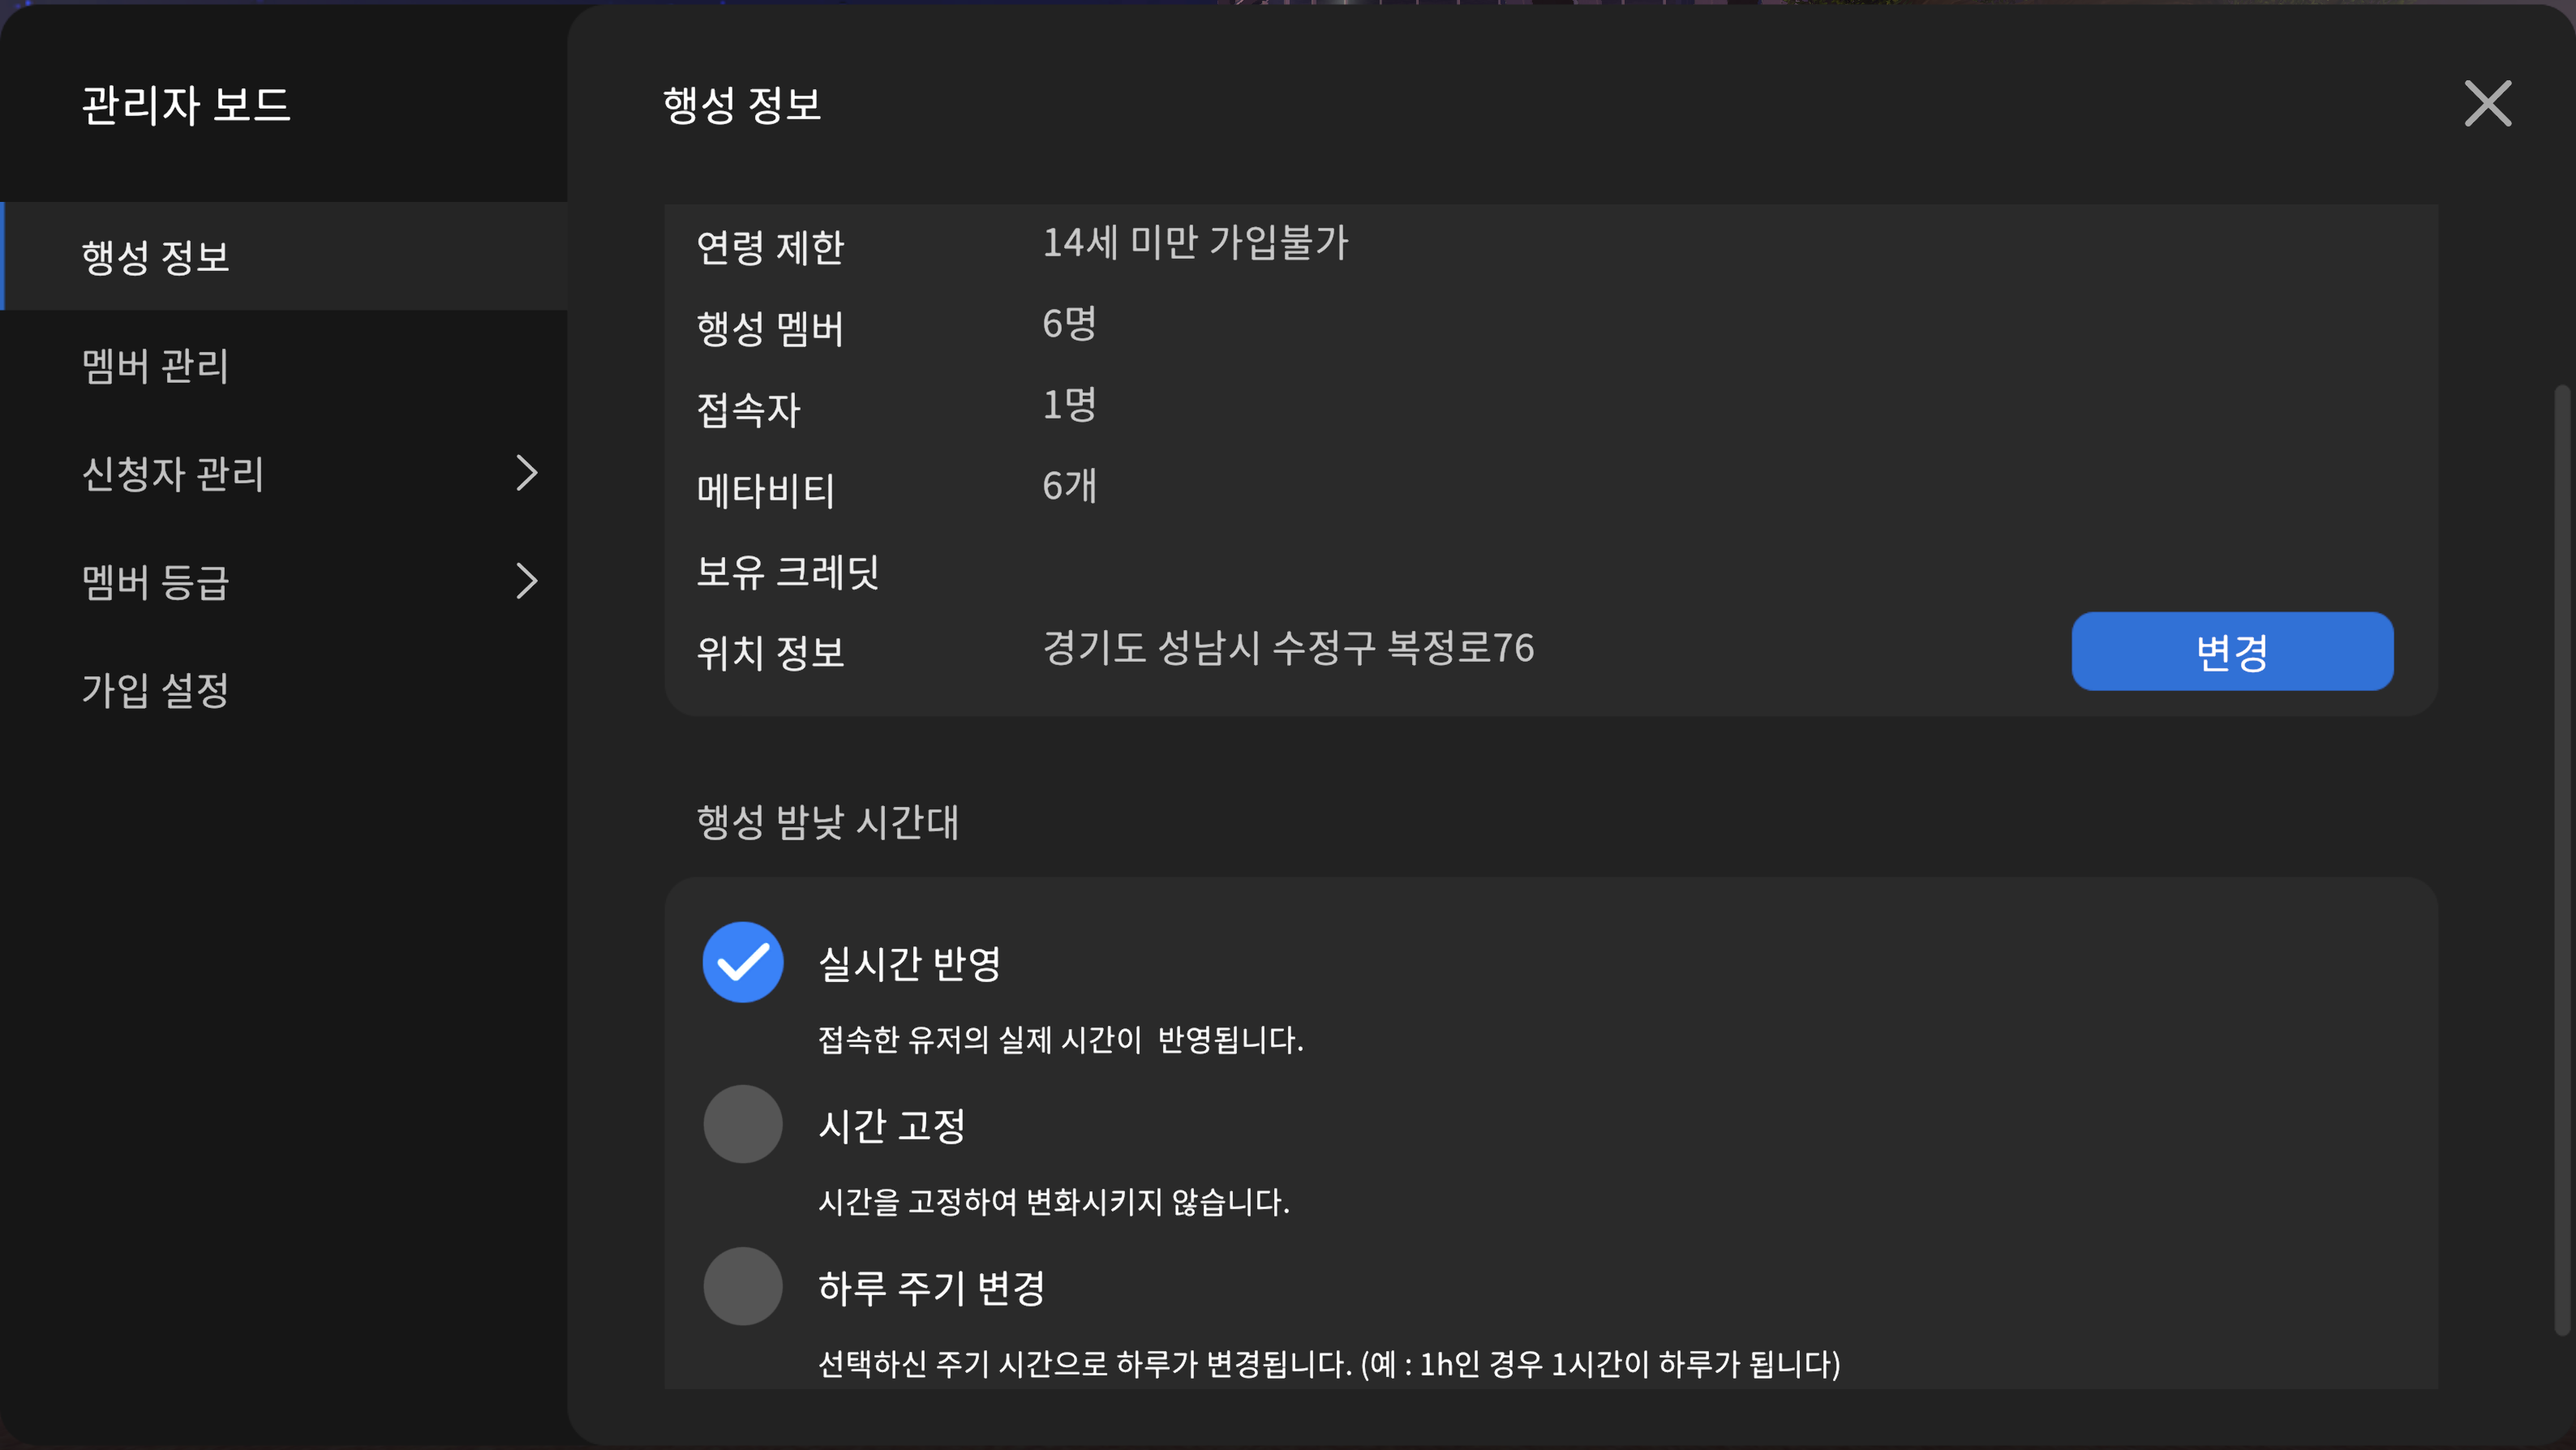 관리자 보드
행성 정보
멤버 관리
신청자 관리
멤버 등급
가입 설정
행성 정보
연령 제한 14세 미만 가입불가
행성 멤버 6명
접속자 1명
메타비티 6개
보유 크레딧
위치 정보 경기도 성남시 수정구 복정로76 변경
행성 밤낮 시간대
실시간 반영
접속한 유저의 실제 시간이 반영됩니다.
시간 고정
시간을 고정하여 변화시키지 않습니다.
하루 주기 변경
선택하신 주기 시간으로 하루가 변경됩니다. (예 : 1h인 경우 1시간이 하루가 됩니다)